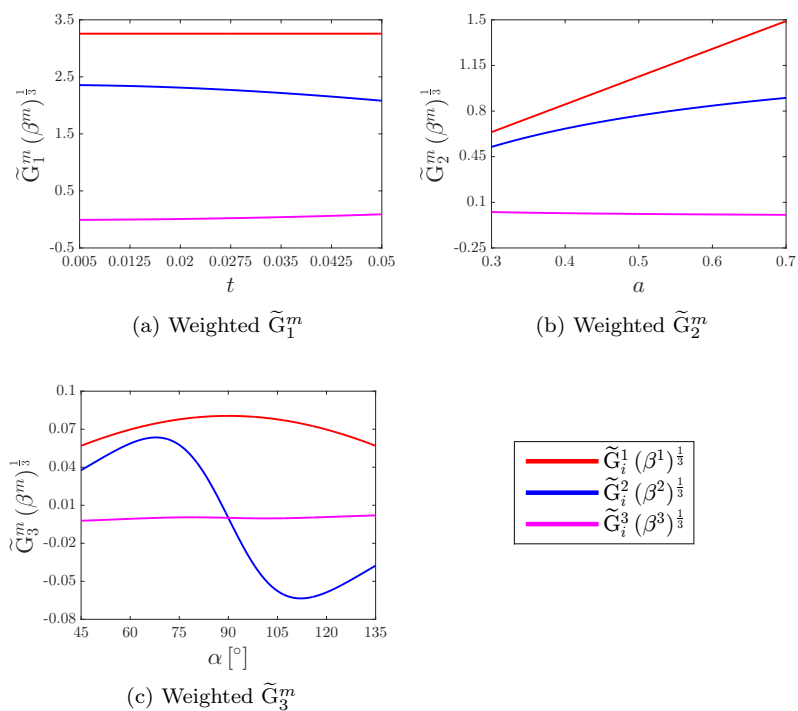 3.5
2.5
1.5
0.5
-0.5
0.005 0.0125 0.02 0.0275 0.035 0.0425 0.05
G̃₁ᵐ (βᵐ)^{1/3}
t
(a) Weighted G̃₁ᵐ
1.5
1.15
0.8
0.45
0.1
-0.25
0.3 0.4 0.5 0.6 0.7
G̃₂ᵐ (βᵐ)^{1/3}
a
(b) Weighted G̃₂ᵐ
0.1
0.07
0.04
0.01
-0.02
-0.05
-0.08
45 60 75 90 105 120 135
G̃₃ᵐ (βᵐ)^{1/3}
α [°]
(c) Weighted G̃₃ᵐ
G̃ᵢ¹ (β¹)^{1/3}
G̃ᵢ² (β²)^{1/3}
G̃ᵢ³ (β³)^{1/3}